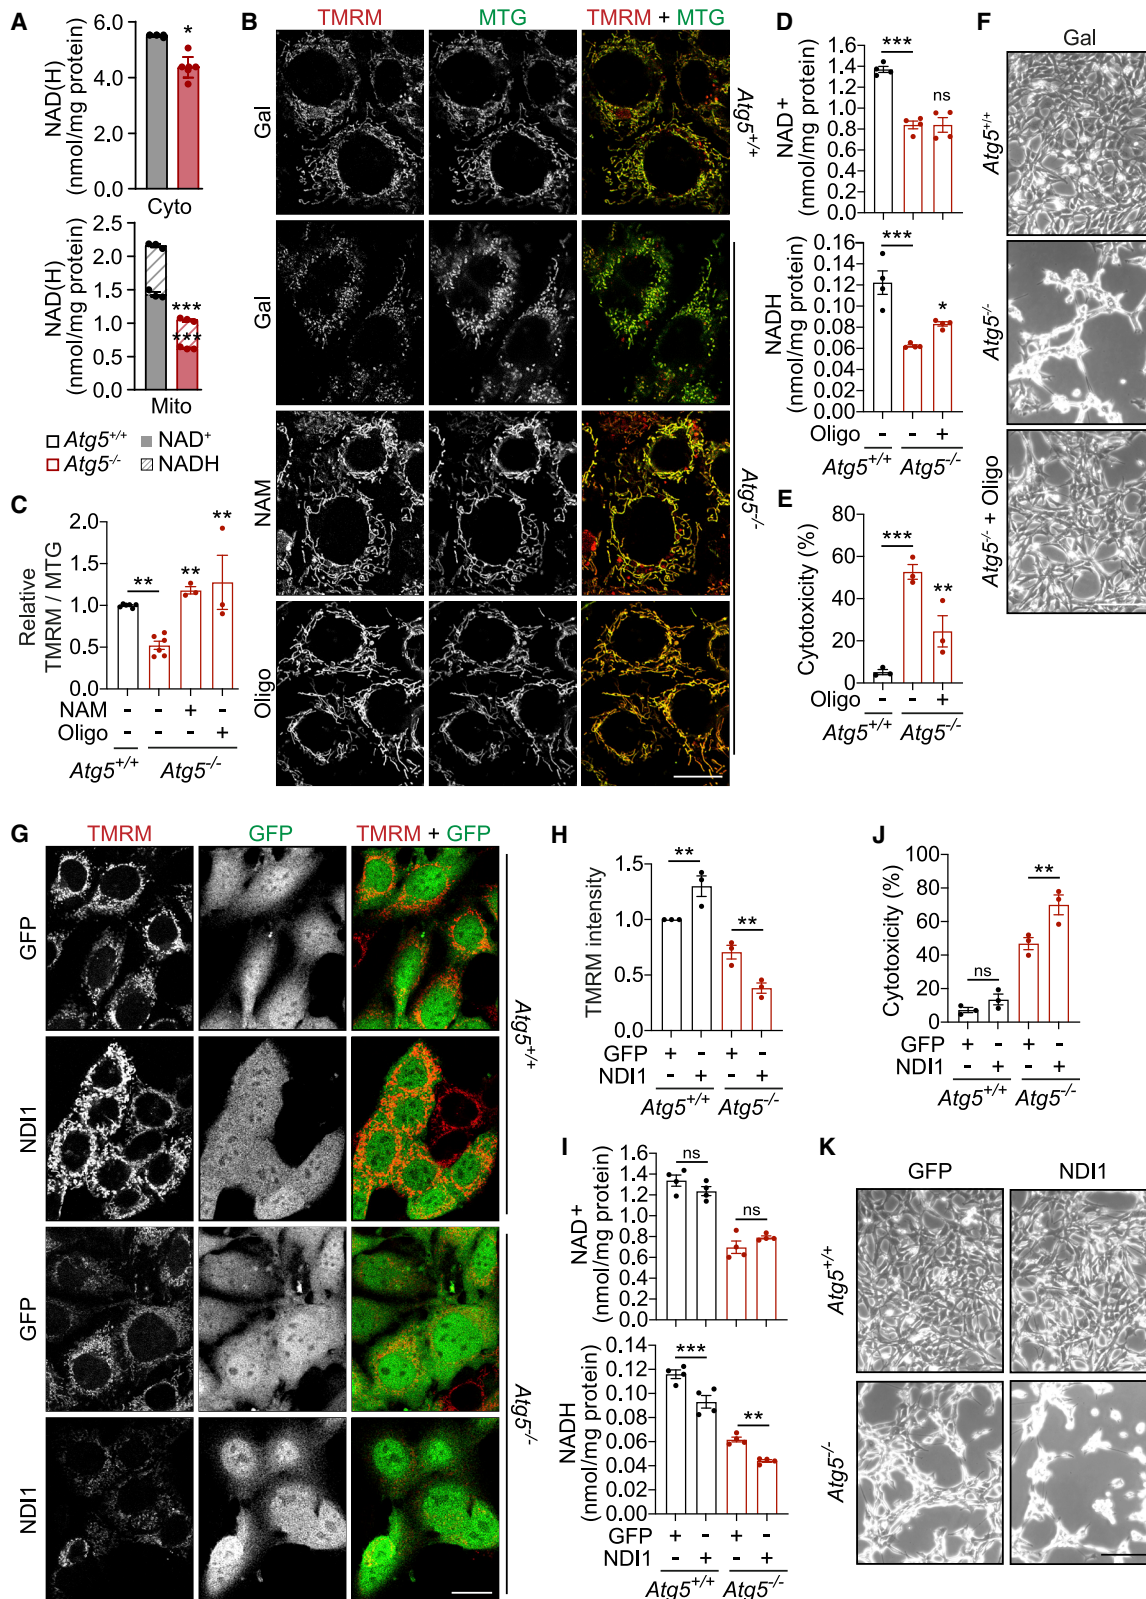 A
NAD(H)
(nmol/mg protein)
6.0
4.0
2.0
0.0
*
Cyto
NAD(H)
(nmol/mg protein)
2.5
2.0
1.5
1.0
0.5
0.0
***
***
Mito
Atg5+/+ NAD+
Atg5-/- NADH
B
TMRM MTG TMRM + MTG
Gal
Gal
NAM
Oligo
Atg5+/+
Atg5-/-
C
Relative
TMRM / MTG
2.0
1.5
1.0
0.5
0.0
** ** **
NAM - - + -
Oligo - - - +
Atg5+/+ Atg5-/-
D
NAD+
(nmol/mg protein)
1.6
1.4
1.2
1.0
0.8
0.6
0.4
0.2
0.0
*** ns
NADH
(nmol/mg protein)
0.16
0.14
0.12
0.10
0.08
0.06
0.04
0.02
0.00
*** *
Oligo - - +
Atg5+/+ Atg5-/-
E
Cytotoxicity (%)
80
60
40
20
0
*** **
Oligo - - +
Atg5+/+ Atg5-/-
F
Gal
Atg5+/+
Atg5-/-
Atg5-/- + Oligo
G
TMRM GFP TMRM + GFP
GFP
NDI1
GFP
NDI1
Atg5+/+
Atg5-/-
H
TMRM intensity
1.5
1.0
0.5
0.0
** **
GFP + - + -
NDI1 - + - +
Atg5+/+ Atg5-/-
I
NAD+
(nmol/mg protein)
1.6
1.4
1.2
1.0
0.8
0.6
0.4
0.2
0.0
ns ns
NADH
(nmol/mg protein)
0.14
0.12
0.10
0.08
0.06
0.04
0.02
0.00
*** **
GFP + - + -
NDI1 - + - +
Atg5+/+ Atg5-/-
J
Cytotoxicity (%)
100
80
60
40
20
0
ns **
GFP + - + -
NDI1 - + - +
Atg5+/+ Atg5-/-
K
GFP NDI1
Atg5+/+
Atg5-/-